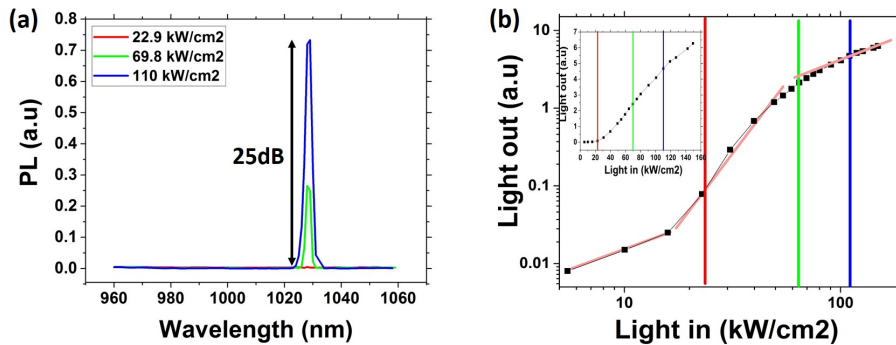 (a)
0.8
0.7
0.6
0.5
0.4
0.3
0.2
0.1
0.0
PL (a.u)
22.9 kW/cm2
69.8 kW/cm2
110 kW/cm2
25dB
960
980
1000
1020
1040
1060
Wavelength (nm)
(b)
10
1
0.1
0.01
Light out (a.u)
7
6
5
4
3
2
1
0
Light out (a.u)
0 20 40 60 80 100 120 140 160
Light in (kW/cm2)
10
100
Light in (kW/cm2)